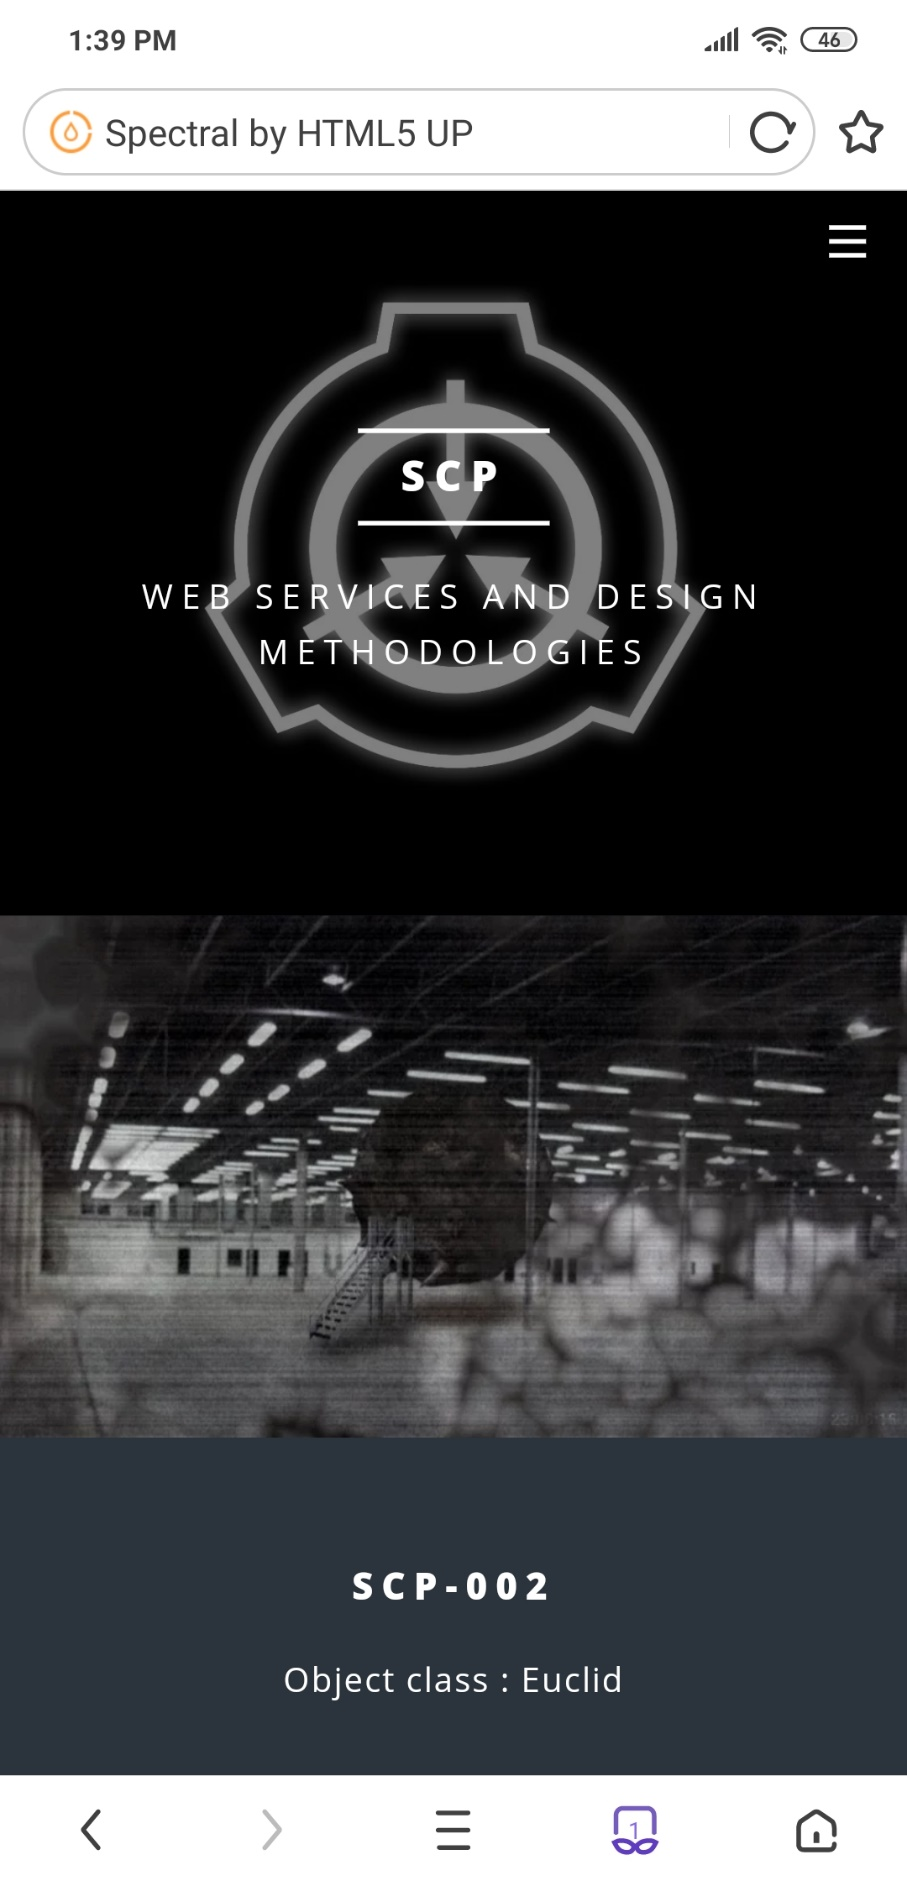 1:39 PM
46
Spectral by HTML5 UP
SCP
WEB SERVICES AND DESIGN
METHODOLOGIES
SCP-002
Object class : Euclid
1